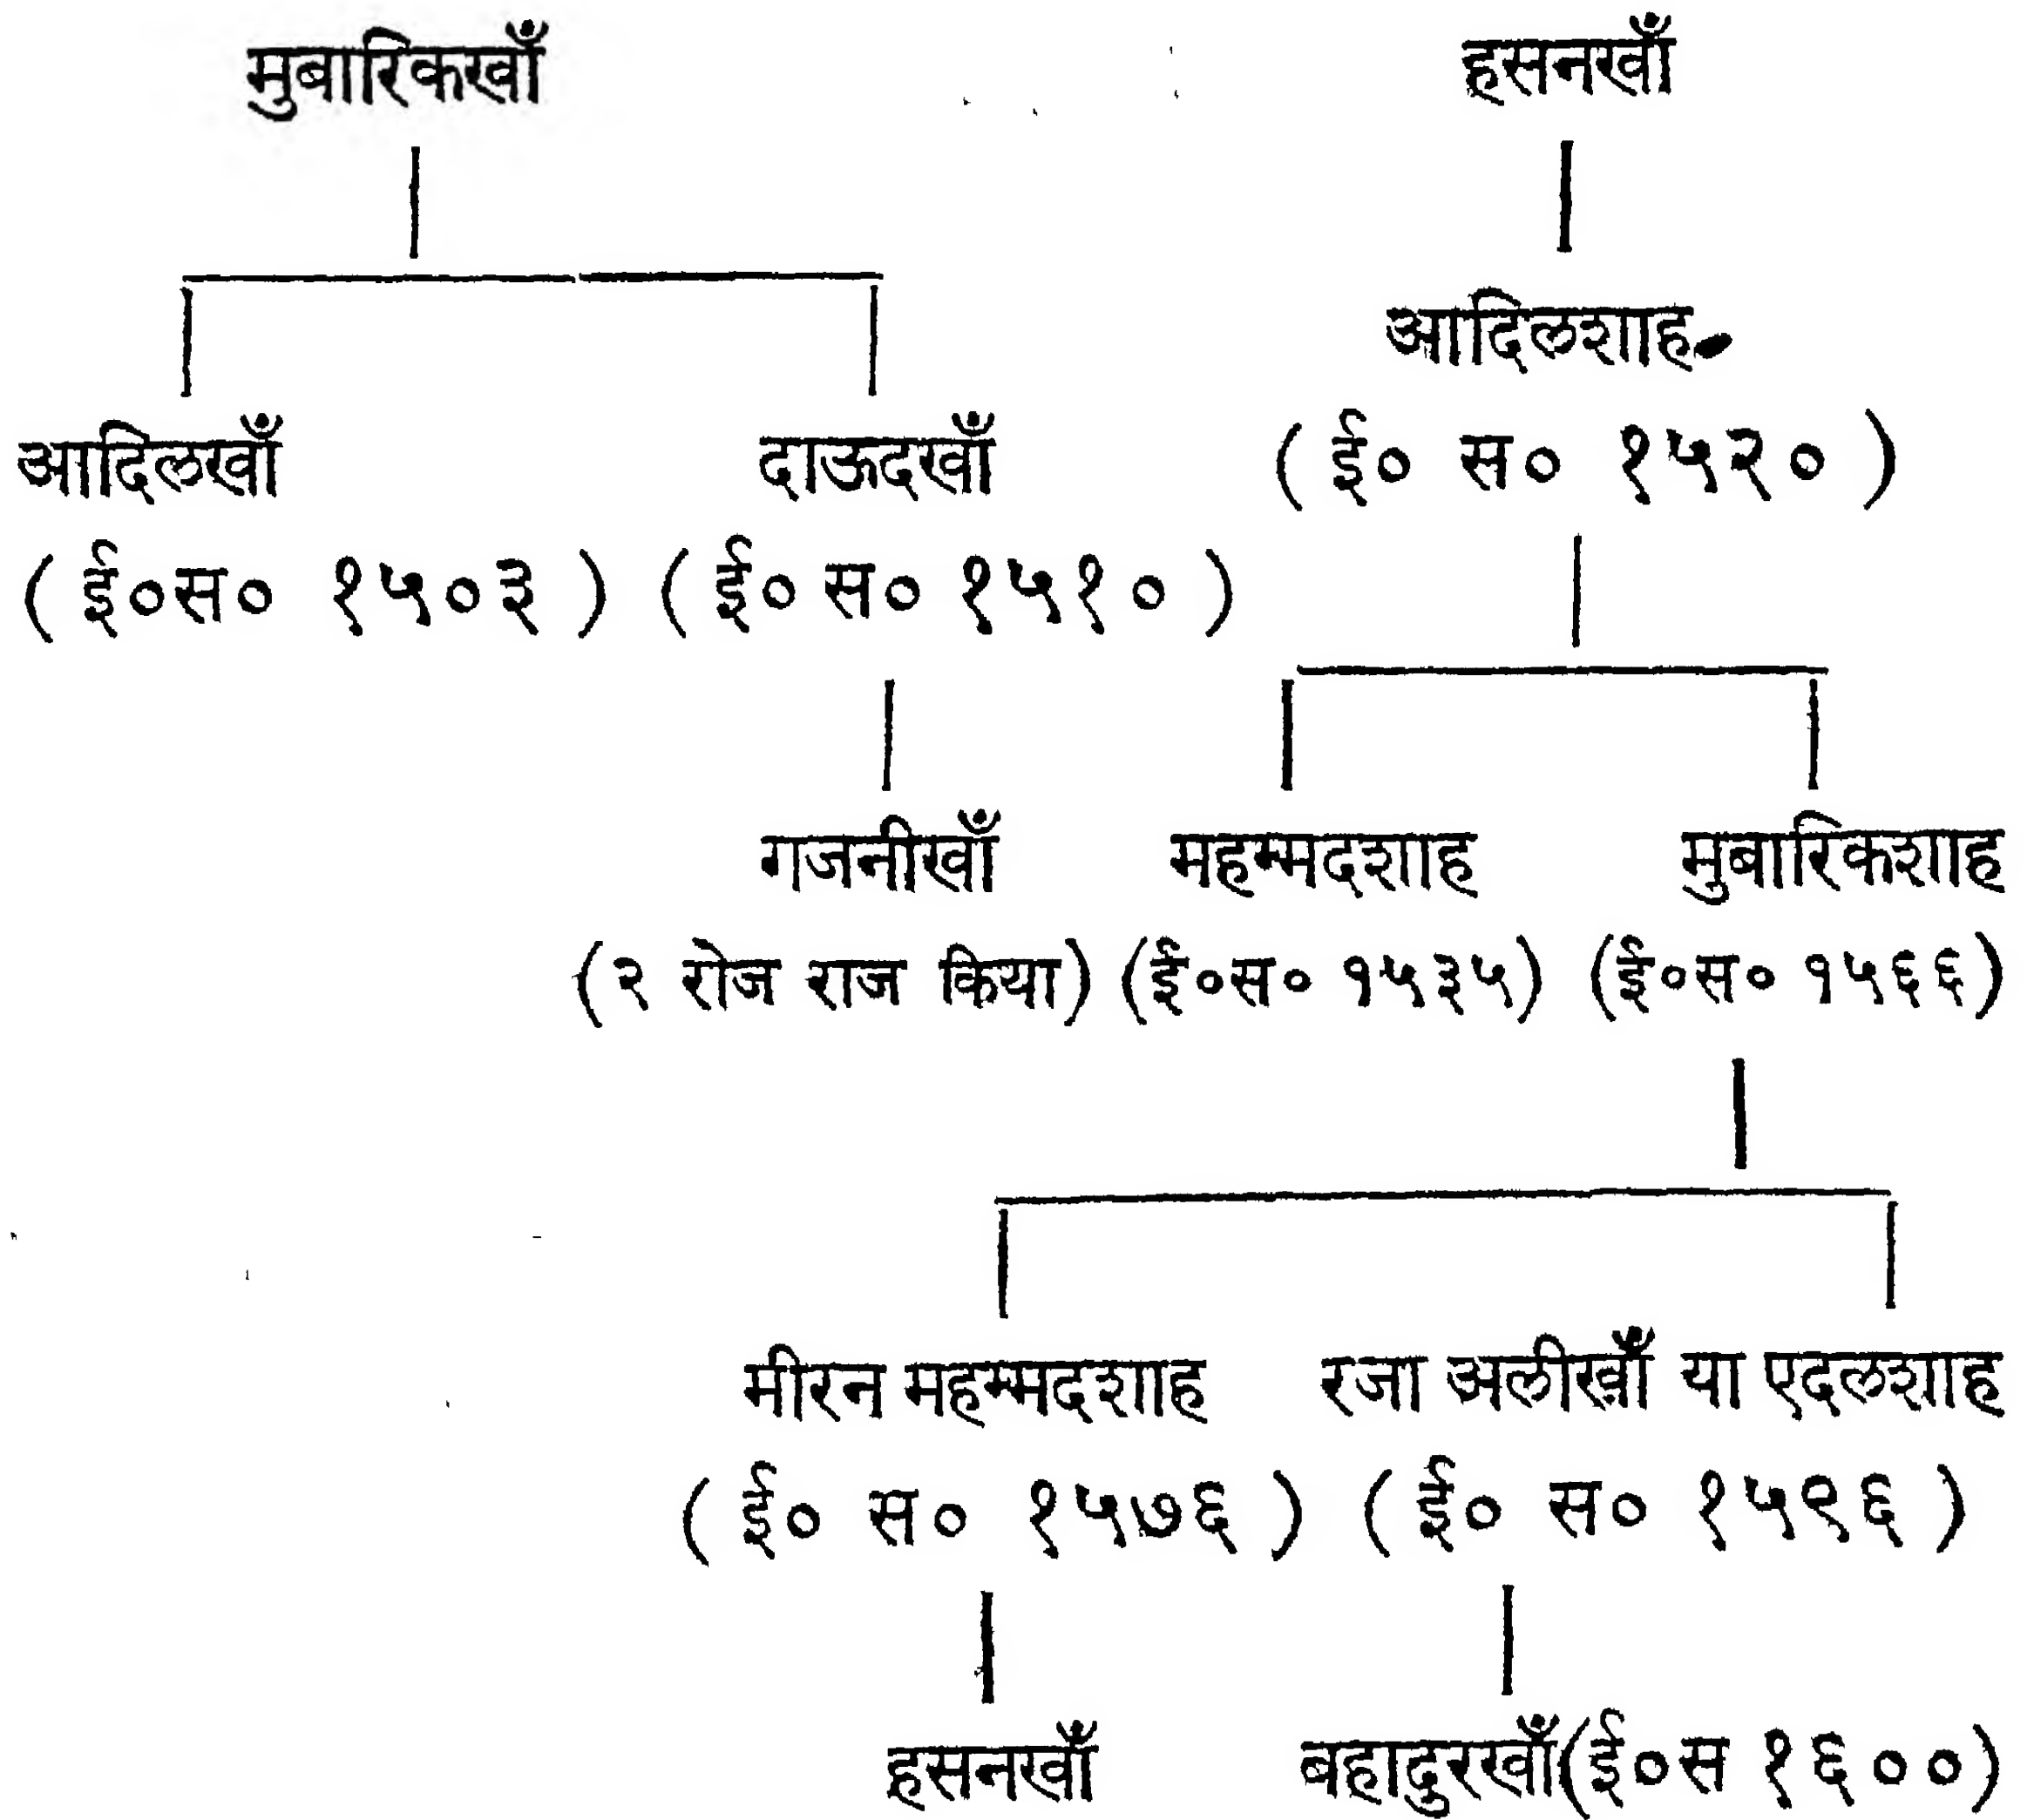 मुबारिकखाँ हसनखाँ
आदिलशाह
आदिलखाँ दाऊदखाँ ( ई० स० १५२० )
( ई०स० १५०३ ) ( ई० स० १५१० )
गजनीखाँ महम्मदशाह मुबारिकशाह
(२ रोज राज किया) (ई०स० १५३५) (ई०स० १५६६)
मीरन महम्मदशाह रजा अलीखाँ या एदलशाह
( ई० स० १५७६ ) ( ई० स० १५९६ )
हसनखाँ बहादुरखाँ(ई०स १६००)